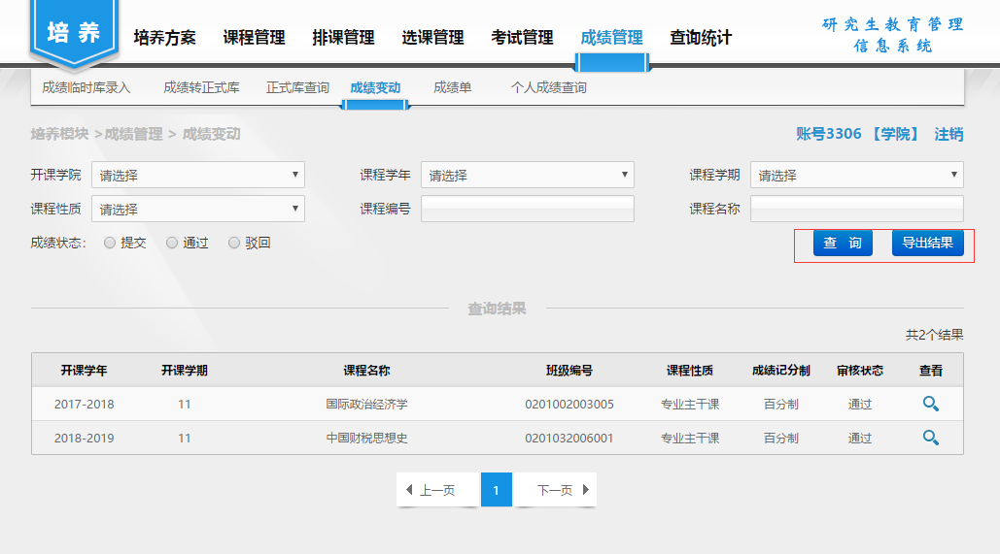 培养
培养方案 课程管理 排课管理 选课管理 考试管理 成绩管理 查询统计
研究生教育管理
信息系统
成绩临时库录入 成绩转正式库 正式库查询 成绩变动 成绩单 个人成绩查询
培养模块 >成绩管理 > 成绩变动
账号3306 【学院】 注销
开课学院 请选择 课程学年 请选择 课程学期 请选择
课程性质 请选择 课程编号 课程名称
成绩状态: 提交 通过 驳回
查 询 导出结果
查询结果
共2个结果
开课学年 开课学期 课程名称 班级编号 课程性质 成绩记分制 审核状态 查看
2017-2018 11 国际政治经济学 0201002003005 专业主干课 百分制 通过
2018-2019 11 中国财税思想史 0201032006001 专业主干课 百分制 通过
上一页 1 下一页